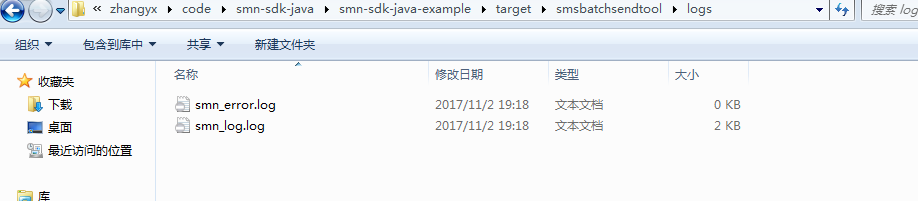 « zhangyx ▸ code ▸ smn-sdk-java ▸ smn-sdk-java-example ▸ target ▸ smsbatchsendtool ▸ logs 搜索 log
组织 包含到库中 共享 新建文件夹
收藏夹
下载
桌面
最近访问的位置
库
名称 修改日期 类型 大小
smn_error.log 2017/11/2 19:18 文本文档 0 KB
smn_log.log 2017/11/2 19:18 文本文档 2 KB